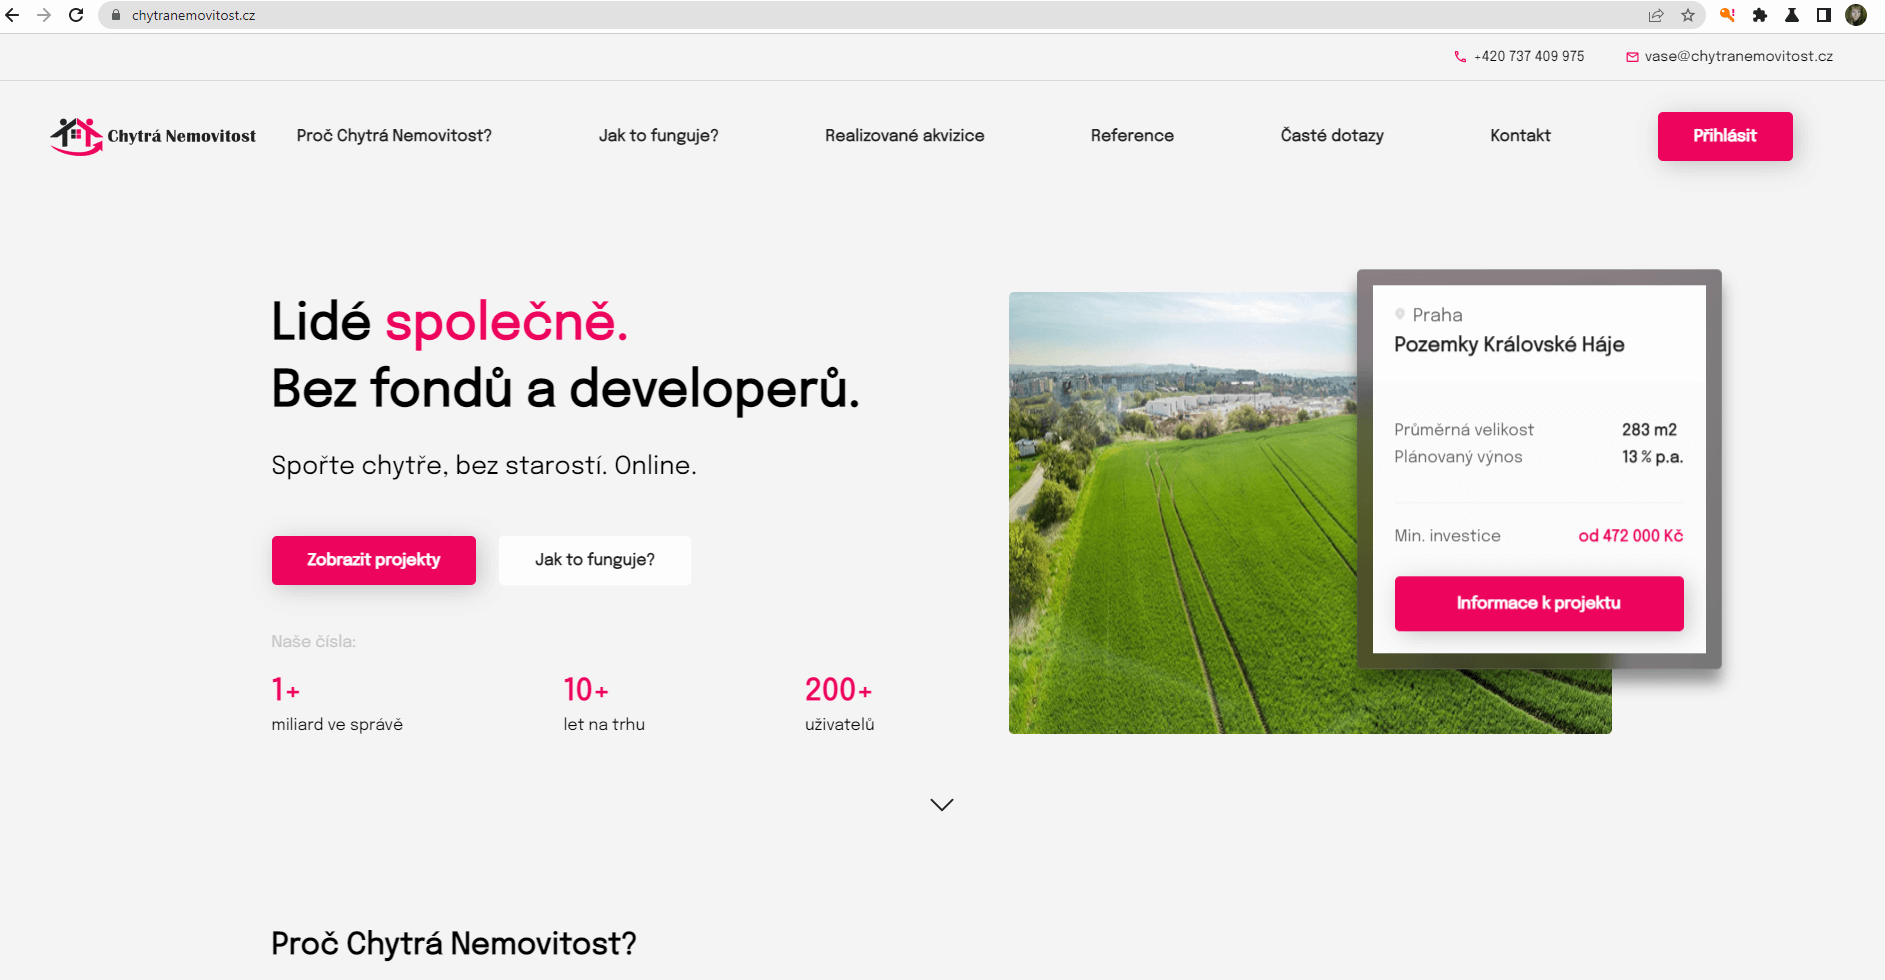 chytranemovitost.cz
+420 737 409 975
vase@chytranemovitost.cz
Chytrá Nemovitost
Proč Chytrá Nemovitost?
Jak to funguje?
Realizované akvizice
Reference
Časté dotazy
Kontakt
Přihlásit
Lidé společně.
Bez fondů a developerů.
Spořte chytře, bez starostí. Online.
Zobrazit projekty
Jak to funguje?
Naše čísla:
1+
miliard ve správě
10+
let na trhu
200+
uživatelů
Praha
Pozemky Královské Háje
Průměrná velikost 283 m2
Plánovaný výnos 13 % p.a.
Min. investice od 472 000 Kč
Informace k projektu
Proč Chytrá Nemovitost?